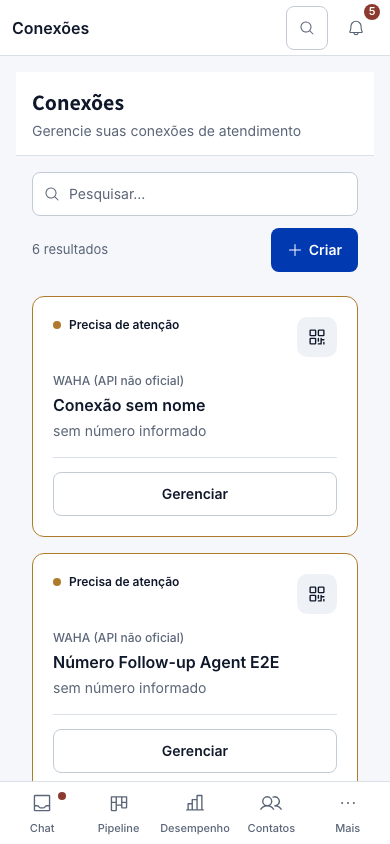 Conexões
5
Conexões
Gerencie suas conexões de atendimento
Pesquisar...
6 resultados
Criar
Precisa de atenção
WAHA (API não oficial)
Conexão sem nome
sem número informado
Gerenciar
Precisa de atenção
WAHA (API não oficial)
Número Follow-up Agent E2E
sem número informado
Gerenciar
Chat
Pipeline
Desempenho
Contatos
Mais